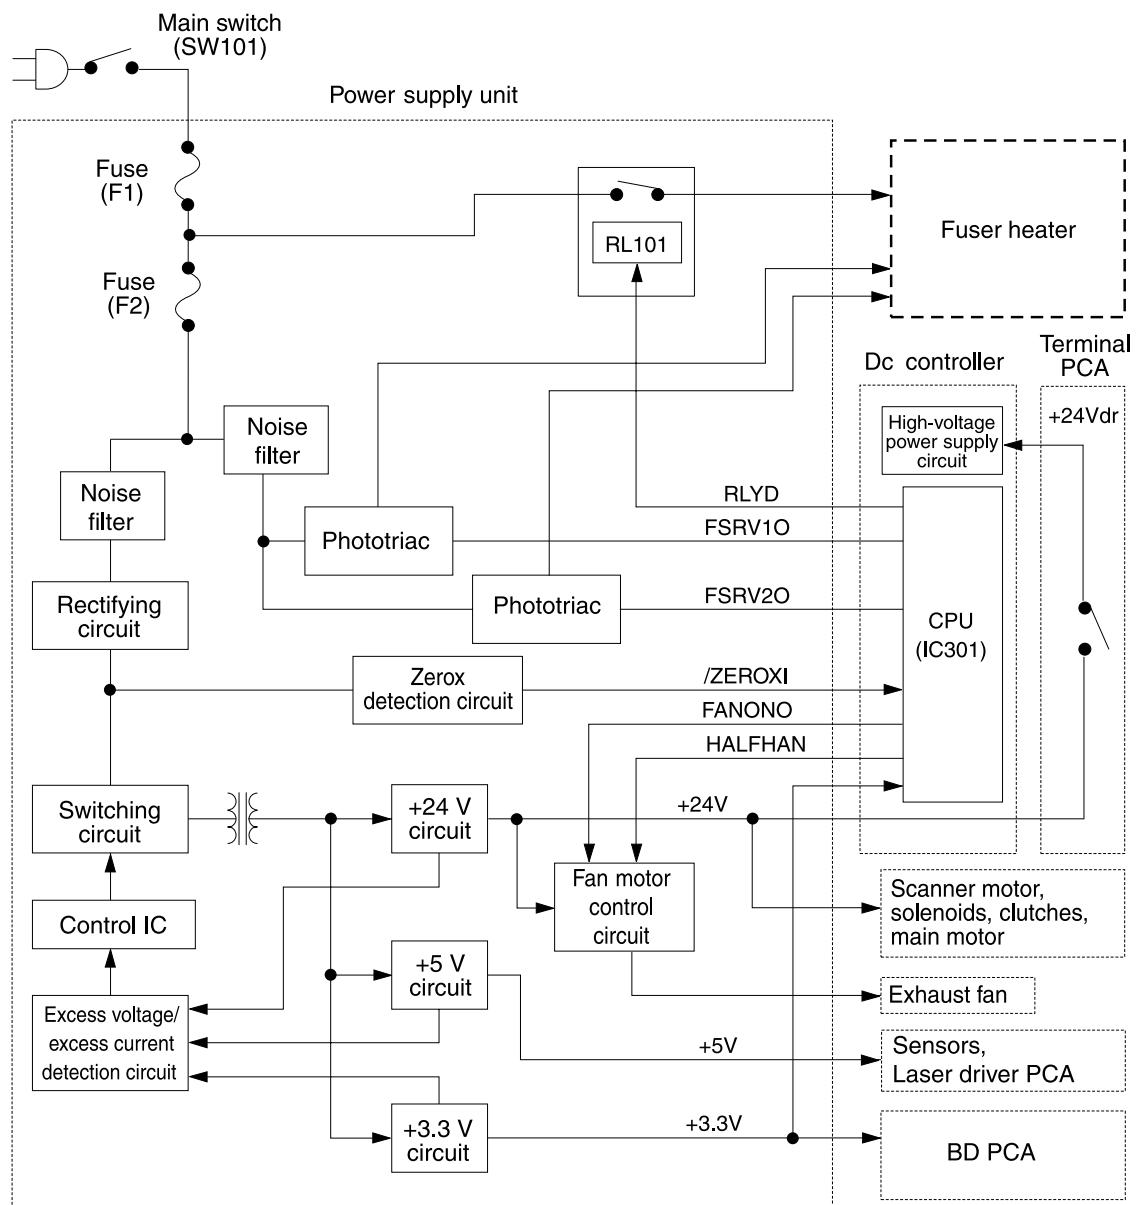 Main switch
(SW101)
Power supply unit
Fuse
(F1)
RL101
Fuser heater
Fuse
(F2)
Terminal
PCA
Dc controller
+24Vdr
High-voltage
power supply
circuit
Noise
filter
Noise
filter
RLYD
Phototriac
FSRV1O
Rectifying
circuit
Phototriac
FSRV2O
CPU
(IC301)
Zerox
detection circuit
/ZEROXI
FANONO
HALFHAN
Switching
circuit
+24 V
circuit
+24V
Fan motor
control
circuit
Scanner motor,
solenoids, clutches,
main motor
Control IC
+5 V
circuit
Exhaust fan
Excess voltage/
excess current
detection circuit
+5V
Sensors,
Laser driver PCA
+3.3 V
circuit
+3.3V
BD PCA